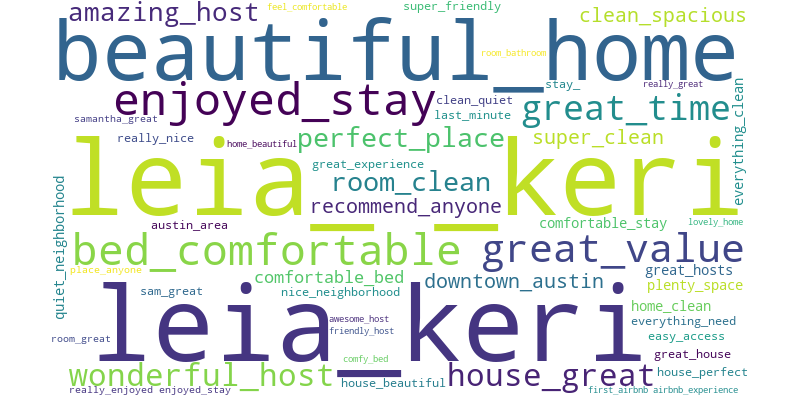 amazing_host
feel_comfortable
super_friendly
clean_spacious
beautiful_home
room_bathroom
enjoyed_stay
stay_
really_great
clean_quiet
great_time
everything_clean
samantha_great
last_minute
really_nice
home_beautiful
perfect_place
super_clean
leia_ _keri
great_experience
room_clean
quiet_neighborhood
recommend_anyone
austin_area
comfortable_stay
lovely_home
bed_comfortable
great_value
place_anyone
comfortable_bed
downtown_austin
great_hosts
plenty_space
leia_keri
sam_great
nice_neighborhood
home_clean
awesome_host
everything_need
friendly_host
room_great
easy_access
comfy_bed
great_house
wonderful_host
house_great
house_perfect
house_beautiful
really_enjoyed enjoyed_stay
first_airbnb airbnb_experience